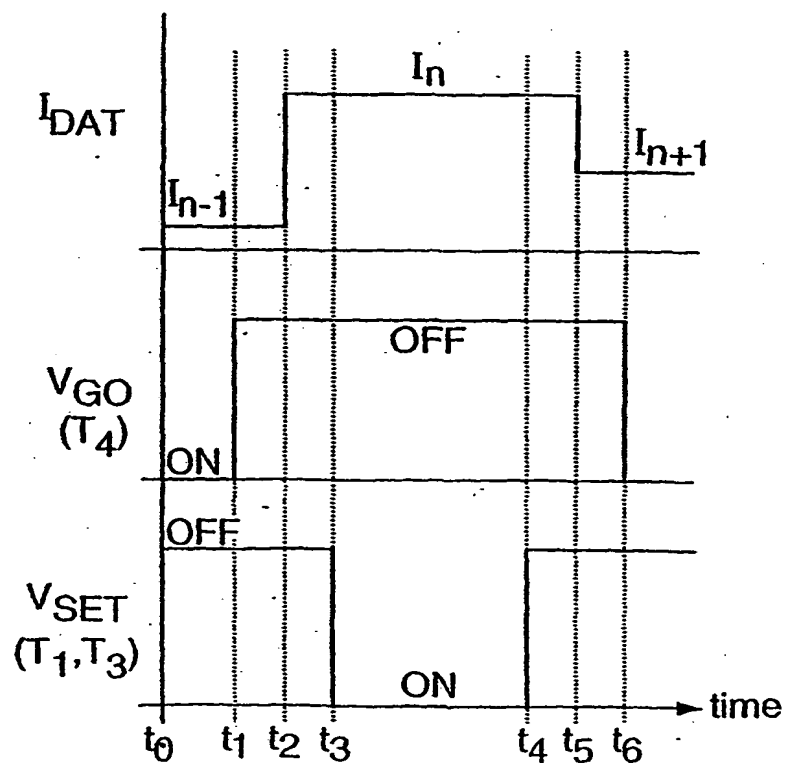 I_DAT
I_n-1
I_n
I_n+1
V_GO
(T_4)
ON
OFF
V_SET
(T_1,T_3)
OFF
ON
time
t_0 t_1 t_2 t_3 t_4 t_5 t_6